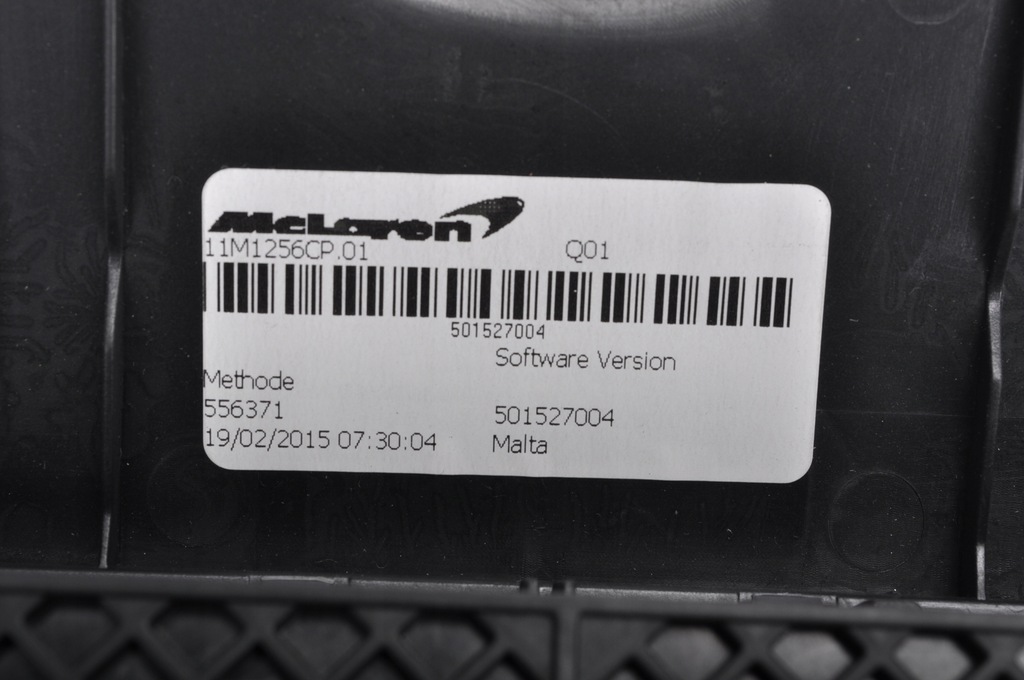 McLaren
11M1256CP.01 Q01
501527004
Software Version
Methode
556371 501527004
19/02/2015 07:30:04 Malta